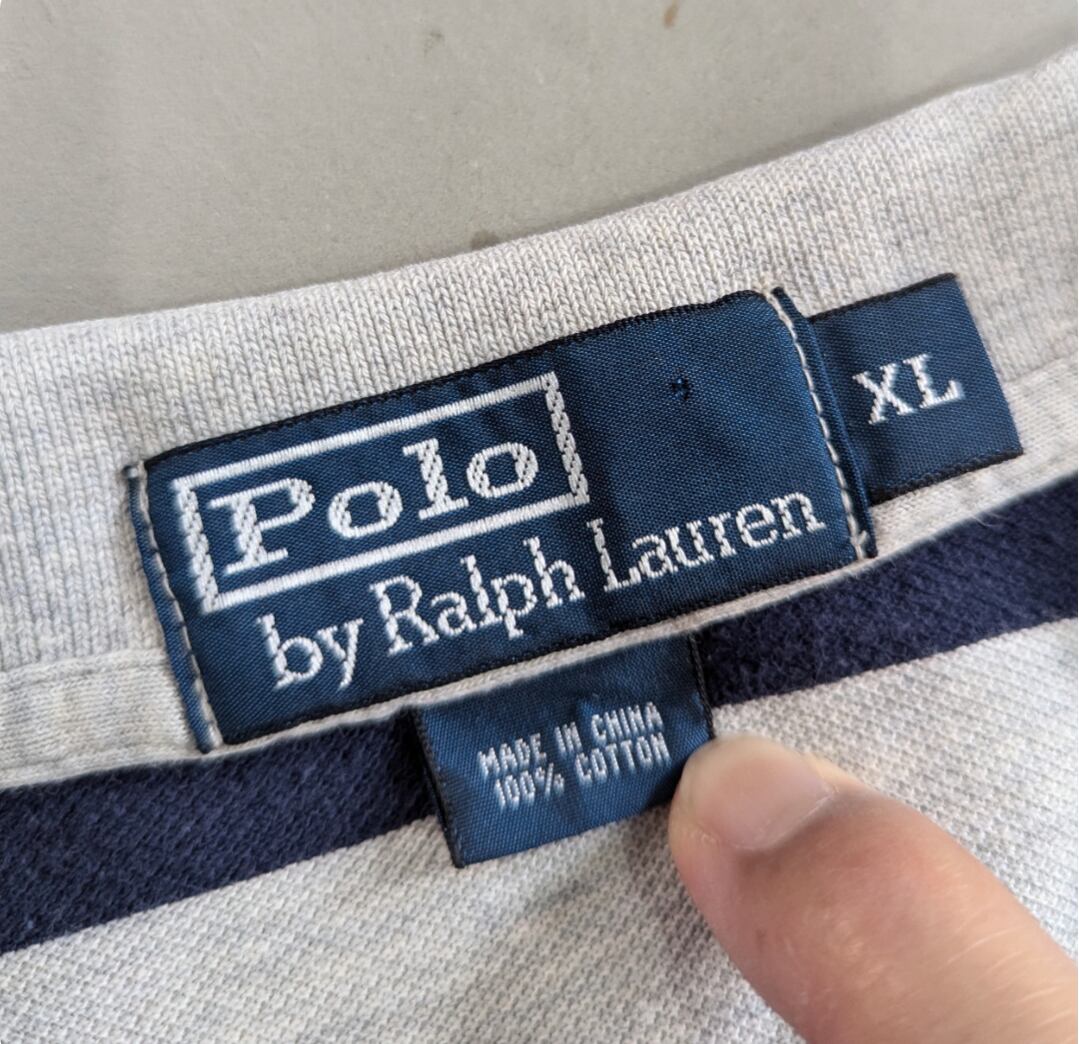 Polo
by Ralph Lauren
XL
MADE IN CHINA
100% COTTON